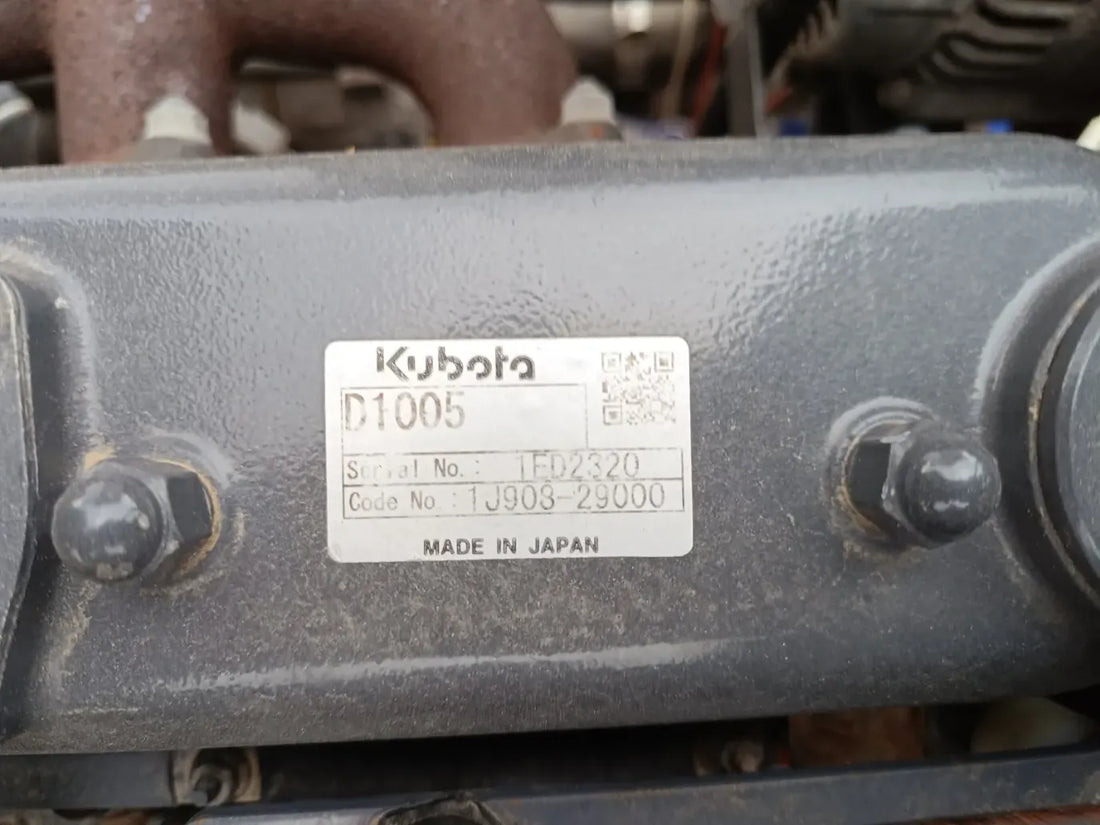 Kubota
D1005
Serial No.: 1ED2320
Code No.: 1J908-29000
MADE IN JAPAN